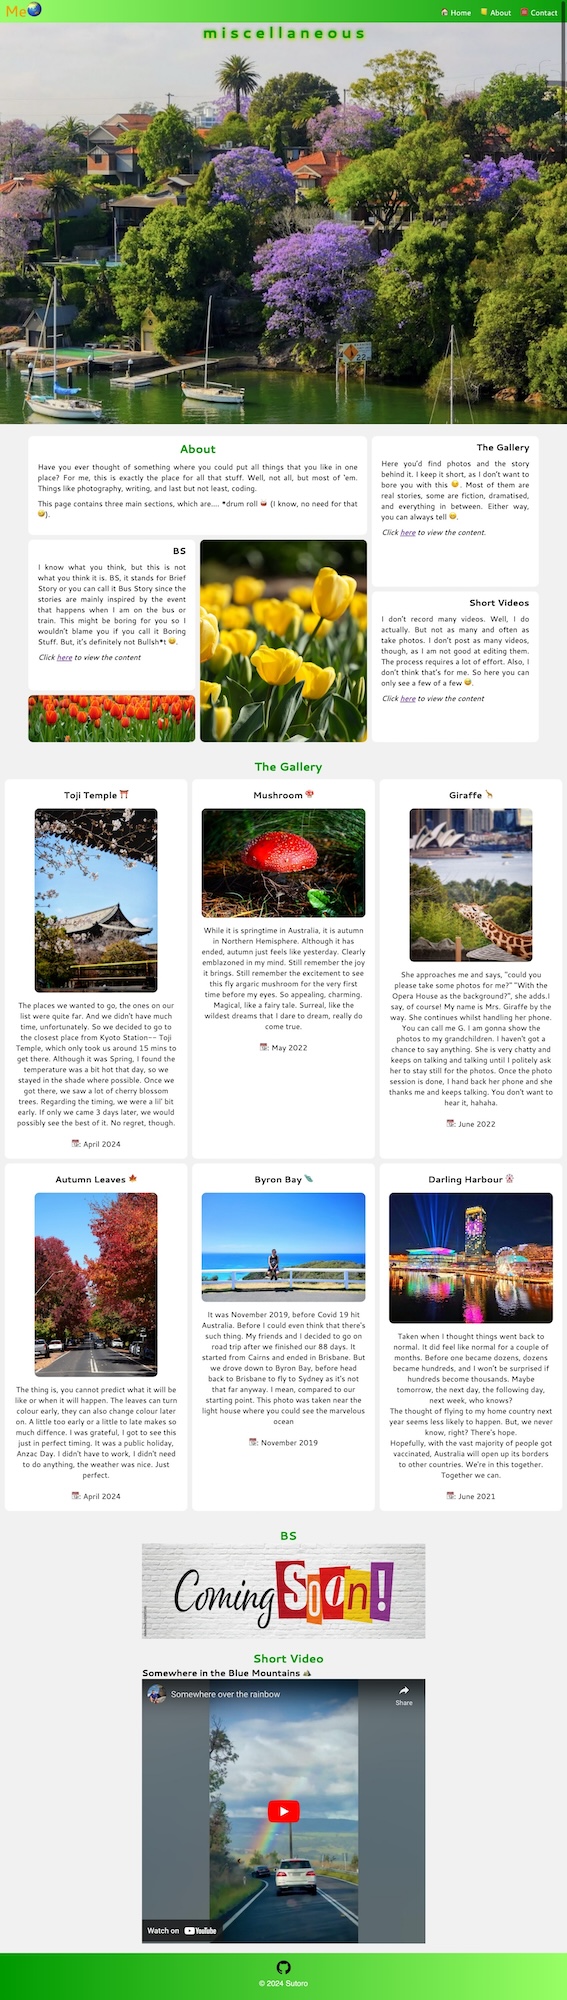 Me
Home About Contact
miscellaneous
About
Have you ever thought of something where you could put all things that you like in one
place? For me, this is exactly the place for all that stuff. Well, not all, but most of 'em.
Things like photography, writing, and last but not least, coding.
This page contains three main sections, which are.... *drum roll 🥁 (I know, no need for that
😅).
The Gallery
Here you'd find photos and the story
behind it. I keep it short, as I don't want to
bore you with this 😉. Most of them are
real stories, some are fiction, dramatised,
and everything in between. Either way,
you can always tell 😄.
Click here to view the content.
BS
I know what you think, but this is not
what you think it is. BS, it stands for Brief
Story or you can call it Bus Story since the
stories are mainly inspired by the event
that happens when I am on the bus or
train. This might be boring for you so I
wouldn't blame you if you call it Boring
Stuff. But, it's definitely not Bullsh*t 😅.
Click here to view the content
Short Videos
I don't record many videos. Well, I do
actually. But not as many and often as
take photos. I don't post as many videos,
though, as I am not good at editing them.
The process requires a lot of effort. Also, I
don't think that's for me. So here you can
only see a few of a few 😅.
Click here to view the content
The Gallery
Toji Temple ⛩
The places we wanted to go, the ones on our
list were quite far. And we didn't have much
time, unfortunately. So we decided to go to
the closest place from Kyoto Station-- Toji
Temple, which only took us around 15 mins to
get there. Although it was Spring, I found the
temperature was a bit hot that day, so we
stayed in the shade where possible. Once we
got there, we saw a lot of cherry blossom
trees. Regarding the timing, we were a lil' bit
early. If only we came 3 days later, we would
possibly see the best of it. No regret, though.
📅: April 2024
Mushroom 🍄
While it is springtime in Australia, it is autumn
in Northern Hemisphere. Although it has
ended, autumn just feels like yesterday. Clearly
emblazoned in my mind. Still remember the joy
it brings. Still remember the excitement to see
this fly argaric mushroom for the very first
time before my eyes. So appealing, charming.
Magical, like a fairy tale. Surreal, like the
wildest dreams that I dare to dream, really do
come true.
📅: May 2022
Giraffe 🦒
She approaches me and says, "could you
please take some photos for me?" "With the
Opera House as the background?", she adds.I
say, of course! My name is Mrs. Giraffe by the
way. She continues whilst handling her phone.
You can call me G. I am gonna show the
photos to my grandchildren. I haven't got a
chance to say anything. She is very chatty and
keeps on talking and talking until I politely ask
her to stay still for the photos. Once the photo
session is done, I hand back her phone and she
thanks me and keeps talking. You don't want to
hear it, hahaha.
📅: June 2022
Autumn Leaves 🍁
The thing is, you cannot predict what it will be
like or when it will happen. The leaves can turn
colour early, they can also change colour later
on. A little too early or a little to late makes so
much diffence. I was grateful, I got to see this
just in perfect timing. It was a public holiday,
Anzac Day. I didn't have to work, I didn't need
to do anything, the weather was nice. Just
perfect.
📅: April 2024
Byron Bay
It was November 2019, before Covid 19 hit
Australia. Before I could even think that there's
such thing. My friends and I decided to go on
road trip after we finished our 88 days. It
started from Cairns and ended in Brisbane. But
we drove down to Byron Bay, before head
back to Brisbane to fly to Sydney as it's not
that far anyway. I mean, compared to our
starting point. This photo was taken near the
light house where you could see the marvelous
ocean
📅: November 2019
Darling Harbour 🎡
Taken when I thought things went back to
normal. It did feel like normal for a couple of
months. Before one became dozens, dozens
became hundreds, and I won't be surprised if
hundreds become thousands. Maybe
tomorrow, the next day, the following day,
next week, who knows?
The thought of flying to my home country next
year seems less likely to happen. But, we never
know, right? There's hope.
Hopefully, with the vast majority of people got
vaccinated, Australia will open up its borders
to other countries. We're in this together.
Together we can.
📅: June 2021
BS
Coming Soon!
Short Video
Somewhere in the Blue Mountains
Somewhere over the rainbow
Share
Watch on YouTube
© 2024 Sutoro